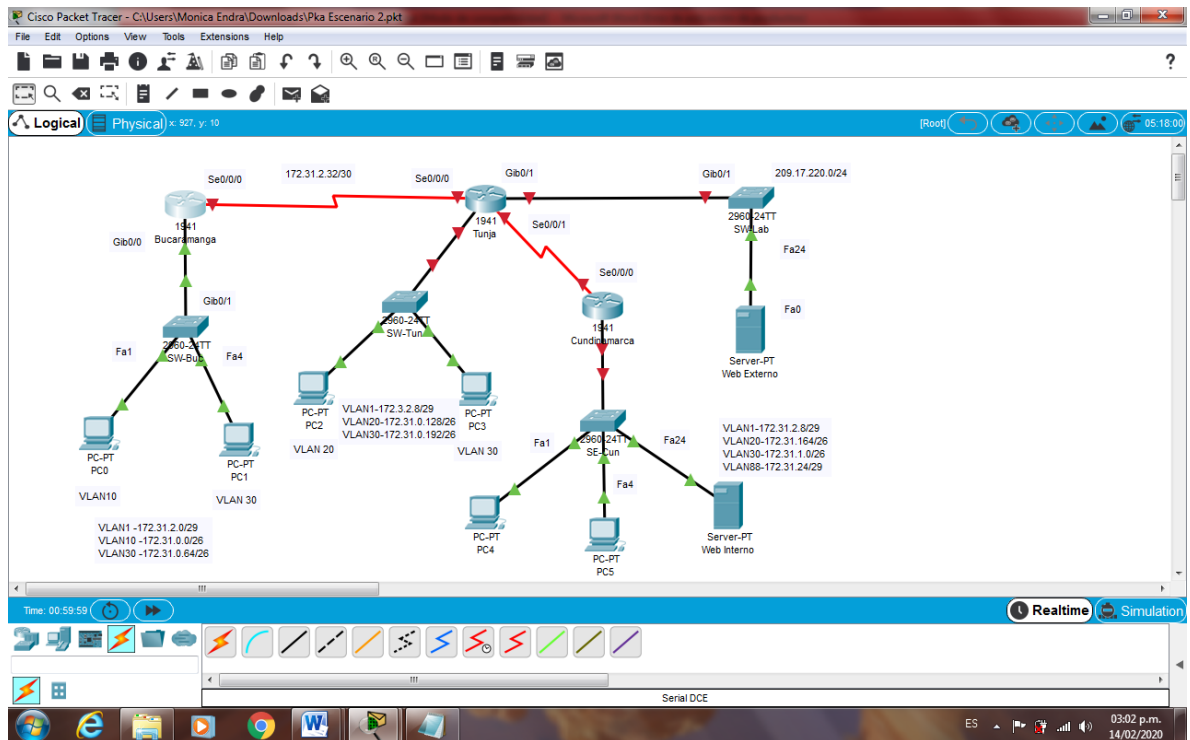 Cisco Packet Tracer - C:\Users\Monica Endra\Downloads\Pka Escenario 2.pkt
File Edit Options View Tools Extensions Help
?
Logical Physical x: 927, y: 10 [Root] 05:18:00
Se0/0/0 172.31.2.32/30 Se0/0/0 Gib0/1 Gib0/1 209.17.220.0/24
1941
Bucaramanga
1941
Tunja
2960-24TT
SW-Lab
Gib0/0
Se0/0/1
Fa24
Se0/0/0
Gib0/1
Fa0
2960-24TT
SW-Buc
2960-24TT
SW-Tun
1941
Cundinamarca
Fa1 Fa4
Server-PT
Web Externo
PC-PT
PC2
VLAN1-172.3.2.8/29
VLAN20-172.31.0.128/26
VLAN30-172.31.0.192/26
PC-PT
PC3
VLAN 20
VLAN 30
PC-PT
PC0
PC-PT
PC1
Fa1
2960-24TT
SE-Cun
Fa24
VLAN1-172.31.2.8/29
VLAN20-172.31.164/26
VLAN30-172.31.1.0/26
VLAN88-172.31.24/29
VLAN10
VLAN 30
Fa4
VLAN1 -172.31.2.0/29
VLAN10 -172.31.0.0/26
VLAN30 -172.31.0.64/26
PC-PT
PC4
PC-PT
PC5
Server-PT
Web Interno
Time: 00:59:59 Realtime Simulation
Serial DCE
ES 03:02 p.m.
14/02/2020